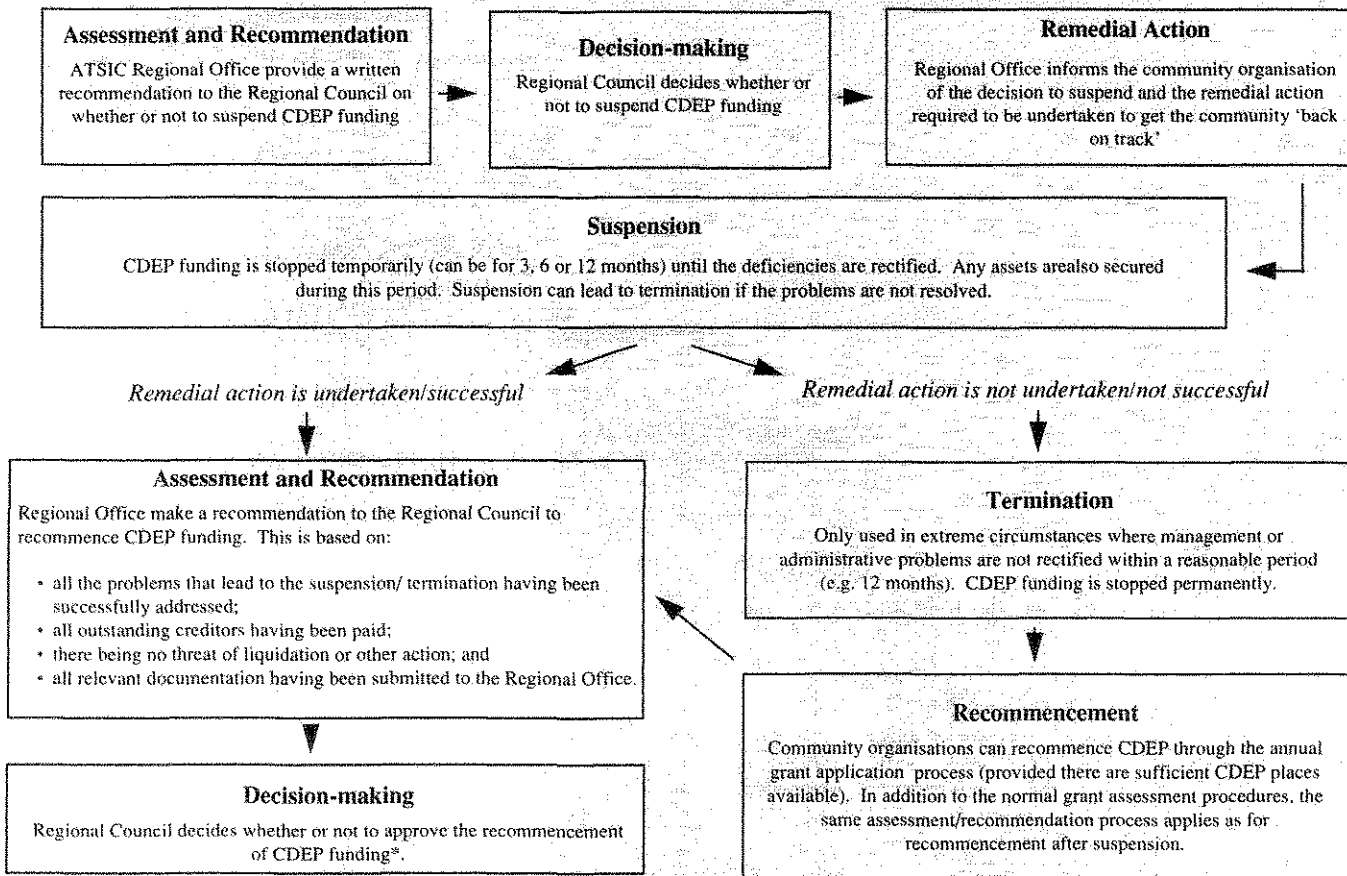 Assessment and Recommendation
ATSIC Regional Office provide a written
recommendation to the Regional Council on
whether or not to suspend CDEP funding
Decision-making
Regional Council decides whether or
not to suspend CDEP funding
Remedial Action
Regional Office informs the community organisation
of the decision to suspend and the remedial action
required to be undertaken to get the community ‘back
on track’
Suspension
CDEP funding is stopped temporarily (can be for 3, 6 or 12 months) until the deficiencies are rectified. Any assets arealso secured
during this period. Suspension can lead to termination if the problems are not resolved.
Remedial action is undertaken/successful
Remedial action is not undertaken/not successful
Assessment and Recommendation
Regional Office make a recommendation to the Regional Council to
recommence CDEP funding. This is based on:
• all the problems that lead to the suspension/ termination having been
successfully addressed;
• all outstanding creditors having been paid;
• there being no threat of liquidation or other action; and
• all relevant documentation having been submitted to the Regional Office.
Termination
Only used in extreme circumstances where management or
administrative problems are not rectified within a reasonable period
(e.g. 12 months). CDEP funding is stopped permanently.
Decision-making
Regional Council decides whether or not to approve the recommencement
of CDEP funding*.
Recommencement
Community organisations can recommence CDEP through the annual
grant application process (provided there are sufficient CDEP places
available). In addition to the normal grant assessment procedures, the
same assessment/recommendation process applies as for
recommencement after suspension.